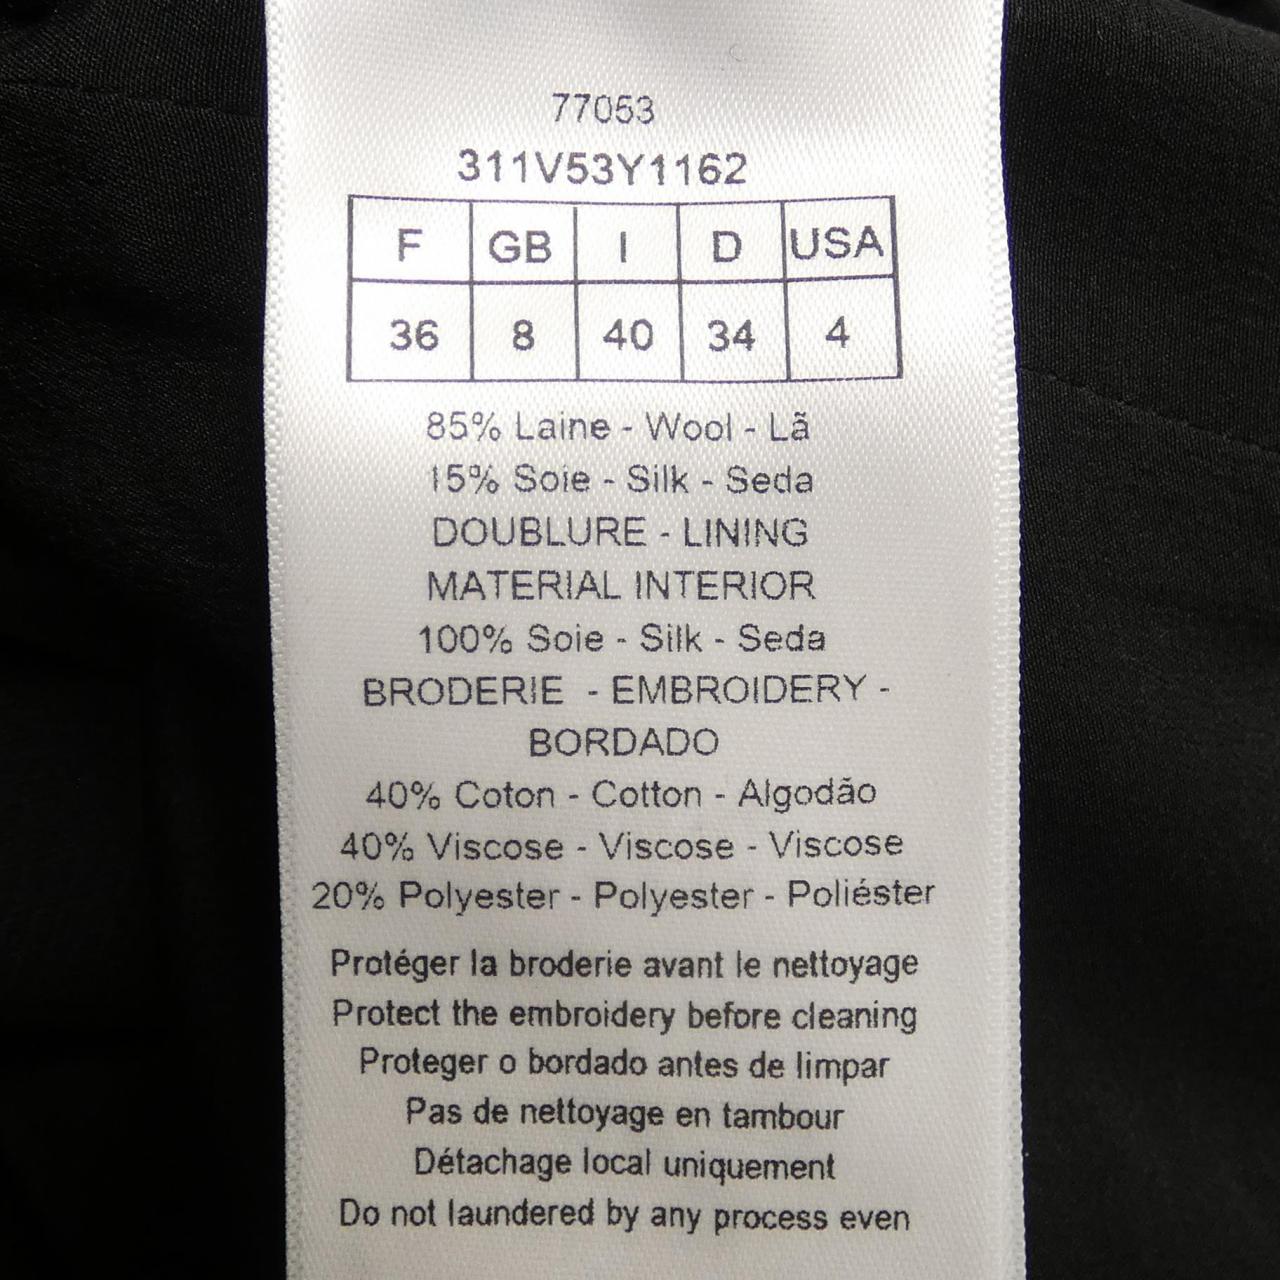 77053
311V53Y1162
F GB I D USA
36 8 40 34 4
85% Laine - Wool - Lã
15% Soie - Silk - Seda
DOUBLURE - LINING
MATERIAL INTERIOR
100% Soie - Silk - Seda
BRODERIE - EMBROIDERY -
BORDADO
40% Coton - Cotton - Algodão
40% Viscose - Viscose - Viscose
20% Polyester - Polyester - Poliéster
Protéger la broderie avant le nettoyage
Protect the embroidery before cleaning
Proteger o bordado antes de limpar
Pas de nettoyage en tambour
Détachage local uniquement
Do not laundered by any process even